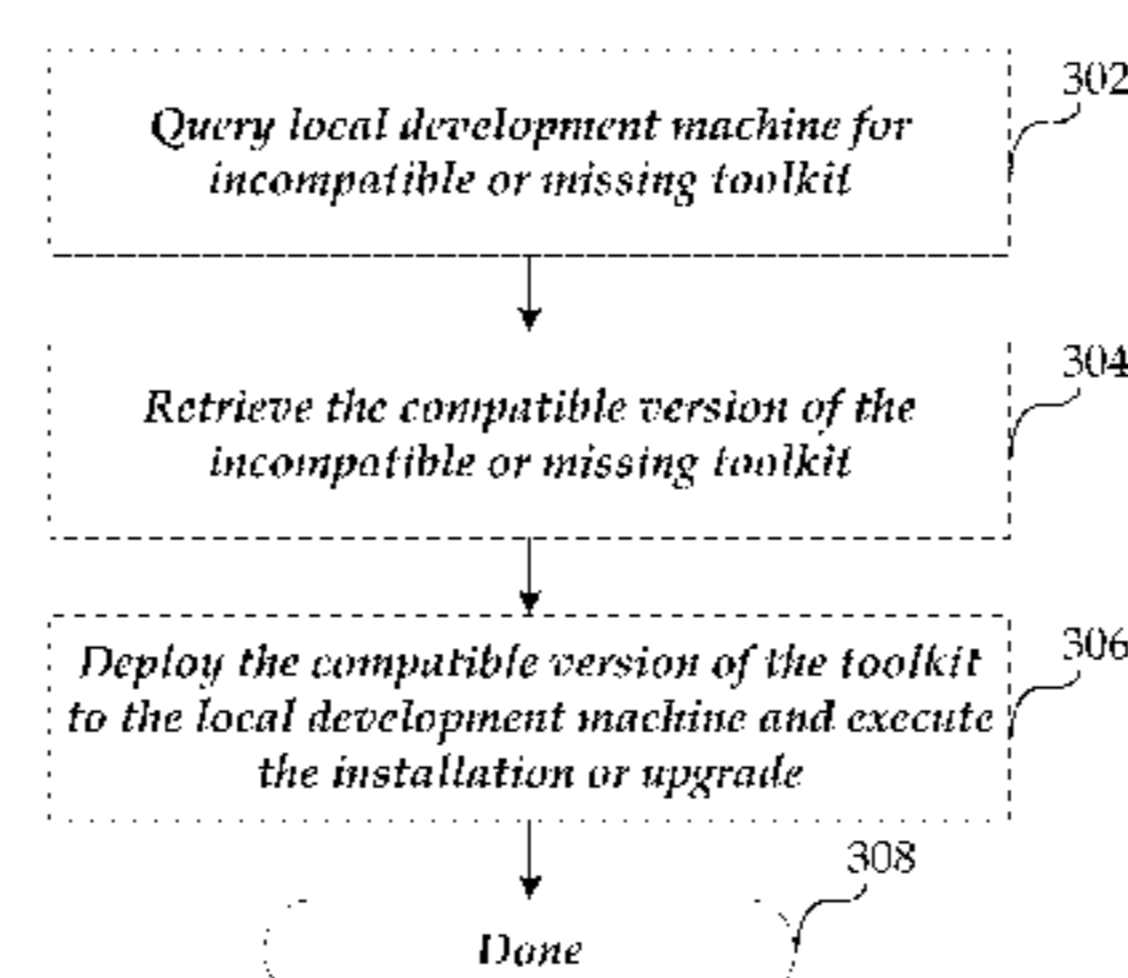 302
Query local development machine for
incompatible or missing toolkit
304
Retrieve the compatible version of the
incompatible or missing toolkit
306
Deploy the compatible version of the toolkit
to the local development machine and execute
the installation or upgrade
308
Done